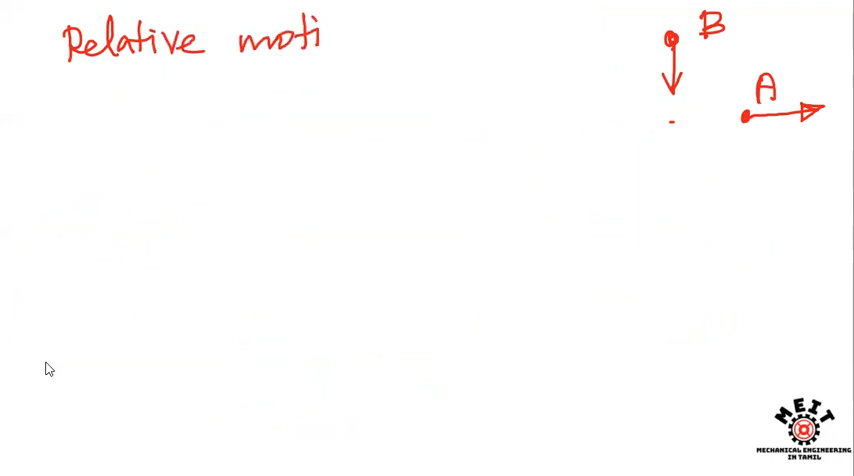 Relative moti
B
A
MEIT
MECHANICAL ENGINEERING
IN TAMIL